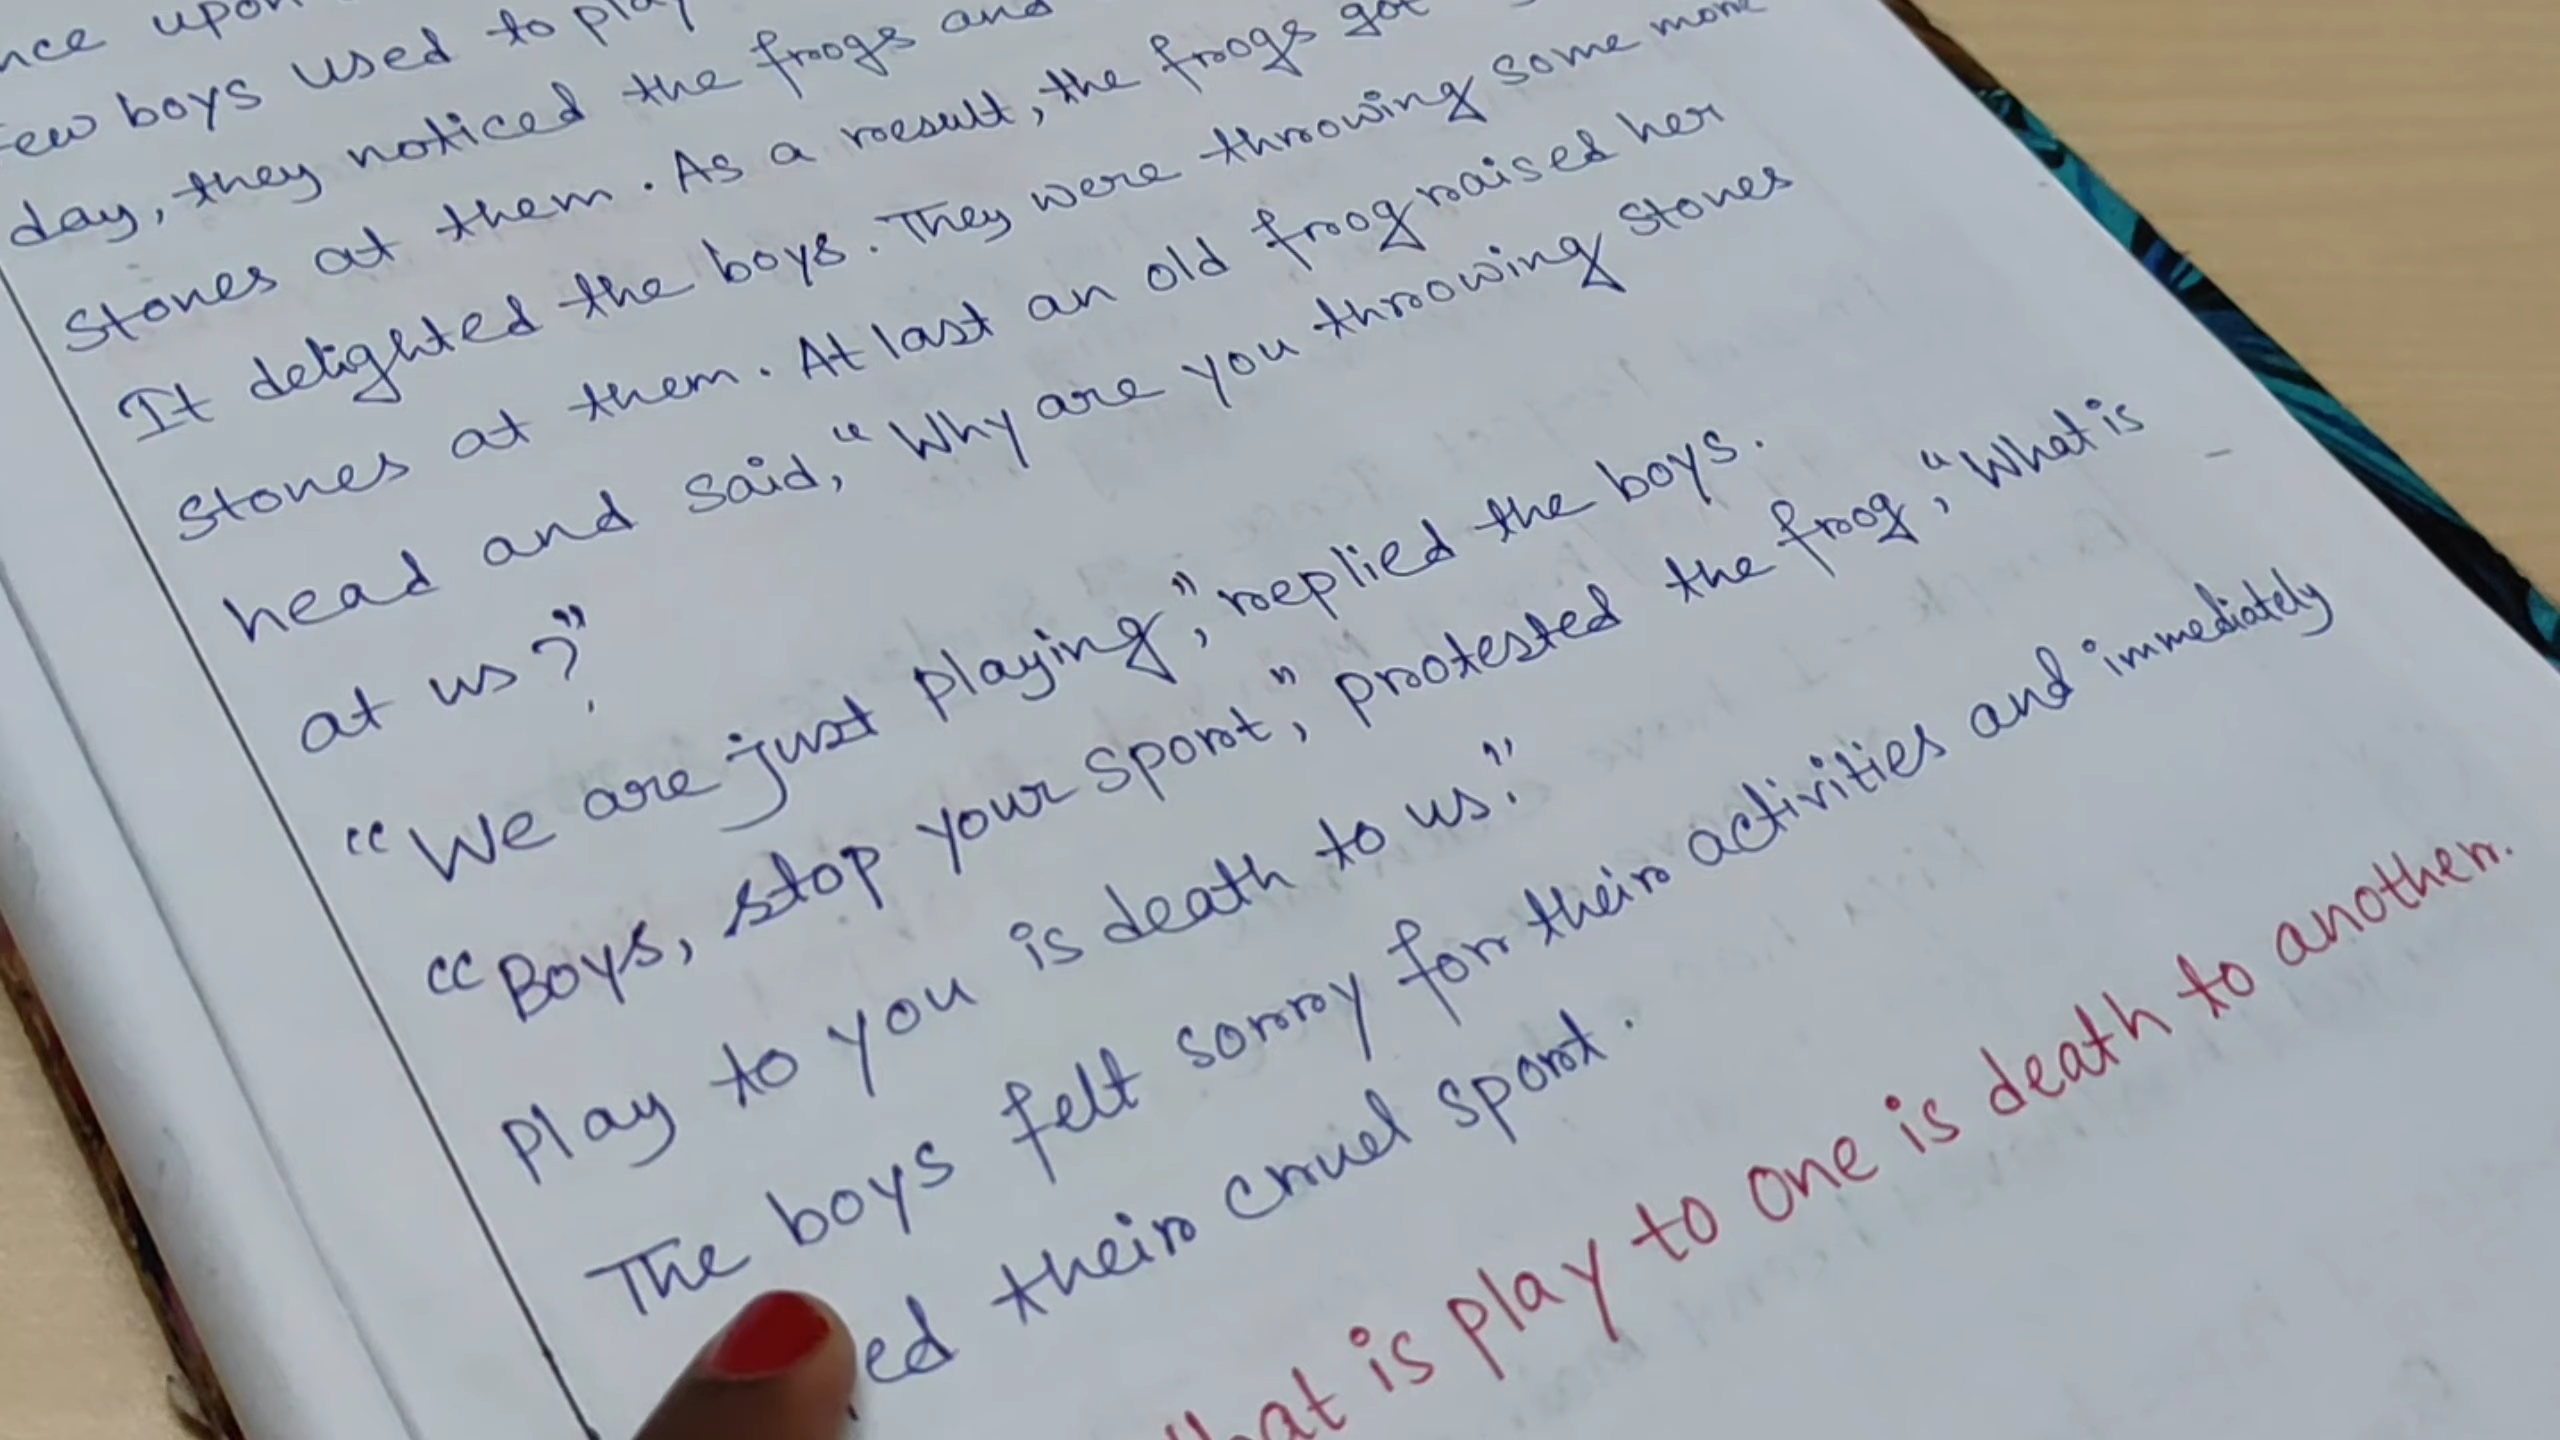 upon
few boys used to play
day, they noticed the frogs and
stones at them. As a result, the frogs got
It delighted the boys. They were throwing some more
stones at them. At last an old frog raised her
head and said, "Why are you throwing stones
at us?"
"We are just playing", replied the boys.
"Boys, stop your sport", protested the frog, "What is
Play to you is death to us."
The boys felt sorry for their activities and immediately
ed their cruel sport.
hat is play to one is death to another.